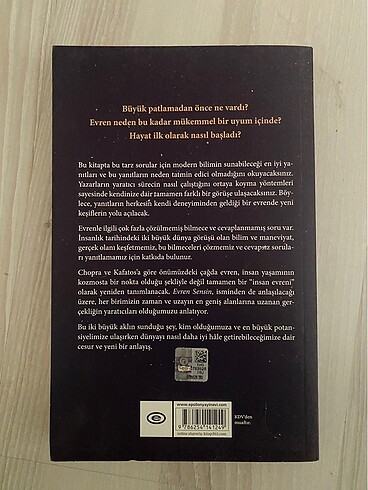 Büyük patlamadan önce ne vardı?
Evren neden bu kadar mükemmel bir uyum içinde?
Hayat ilk olarak nasıl başladı?
Bu kitapta bu tarz sorular için modern bilimin sunabileceği en iyi ya-
nıtları ve bu yanıtların neden tatmin edici olmadığını okuyacaksınız.
Yazarların yaratıcı sürecin nasıl çalıştığını ortaya koyma yöntemleri
sayesinde kendinize dair tamamen farklı bir görüşe ulaşacaksınız. Böy-
lece, yanıtların herkesin kendi deneyiminden geldiği bir evrende yeni
keşiflerin yolu açılacak.
Evrenle ilgili çok fazla çözülmemiş bilmece ve cevaplanmamış soru var.
İnsanlık tarihindeki iki büyük dünya görüşü olan bilim ve maneviyat,
gerçek olanı keşfetmemiz, bu bilmeceleri çözmemiz ve cevapsız sorula-
rı yanıtlamamız için katkıda bulunur.
Chopra ve Kafatos'a göre önümüzdeki çağda evren, insan yaşamının
kozmosta bir nokta olduğu şekliyle değil tamamen bir "insan evreni"
olarak yeniden tanımlanacak. Evren Sensin, isminden de anlaşılacağı
üzere, her birimizin zaman ve uzayın en geniş alanlarına uzanan ger-
çekliğin yaratıcıları olduğumuzu anlatıyor.
Bu iki büyük aklın sunduğu şey, kim olduğumuza ve en büyük potan-
siyelimize ulaşırken dünyayı nasıl daha iyi hâle getirebileceğimize dair
cesur ve yeni bir anlayış.
www.apollonyayinevi.com
KDV'den
muaftır.
9 786254 141249